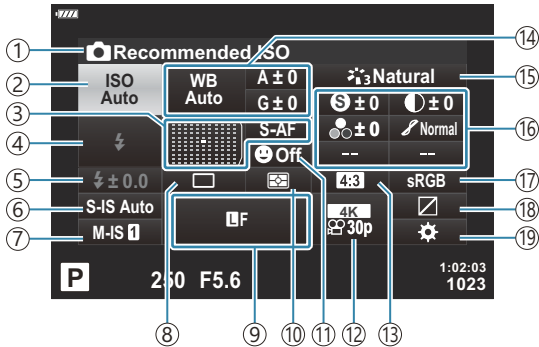 ⑭
① Recommended ISO
② ISO Auto WB Auto A±0 3 Natural ⑮
G±0
③ S±0 ±0 ⑯
④ S-AF ±0 Normal
Off -- --
⑤ ±0.0 4:3 sRGB ⑰
⑥ S-IS Auto LF 4K ⑱
⑦ M-IS 1 30p ⑲
P 250 F5.6 1:02:03
1023
⑧ ⑨ ⑩ ⑪ ⑫ ⑬